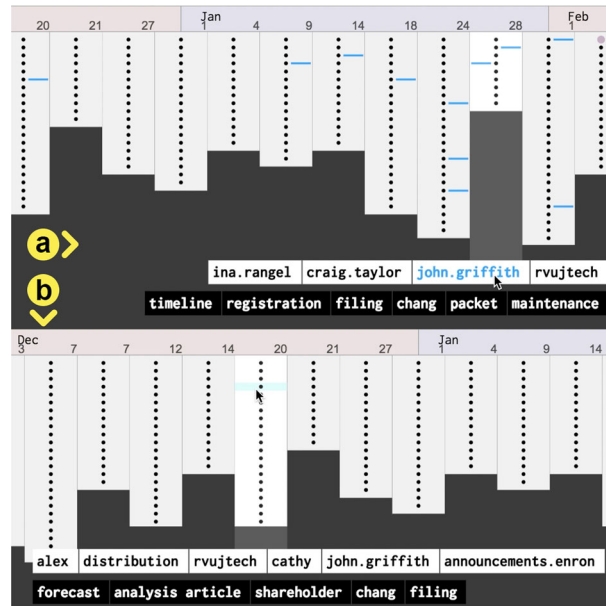 Jan Feb
20 21 27 1 4 9 14 18 24 28 1
a
ina.rangel craig.taylor john.griffith rvujtech
b
timeline registration filing chang packet maintenance
Dec Jan
3 7 7 12 14 20 21 27 1 4 9 14
alex distribution rvujtech cathy john.griffith announcements.enron
forecast analysis article shareholder chang filing